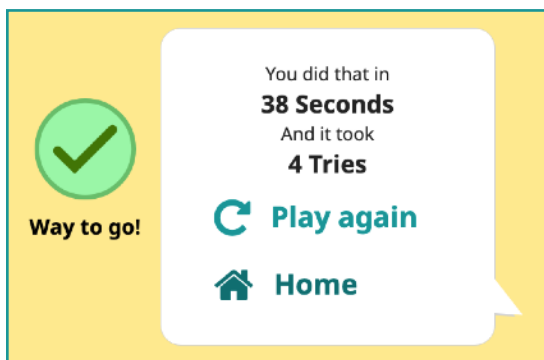 Way to go!
You did that in
38 Seconds
And it took
4 Tries
Play again
Home